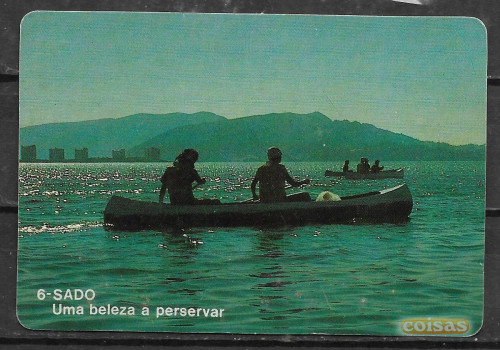 6-SADO
Uma beleza a perservar
coisas